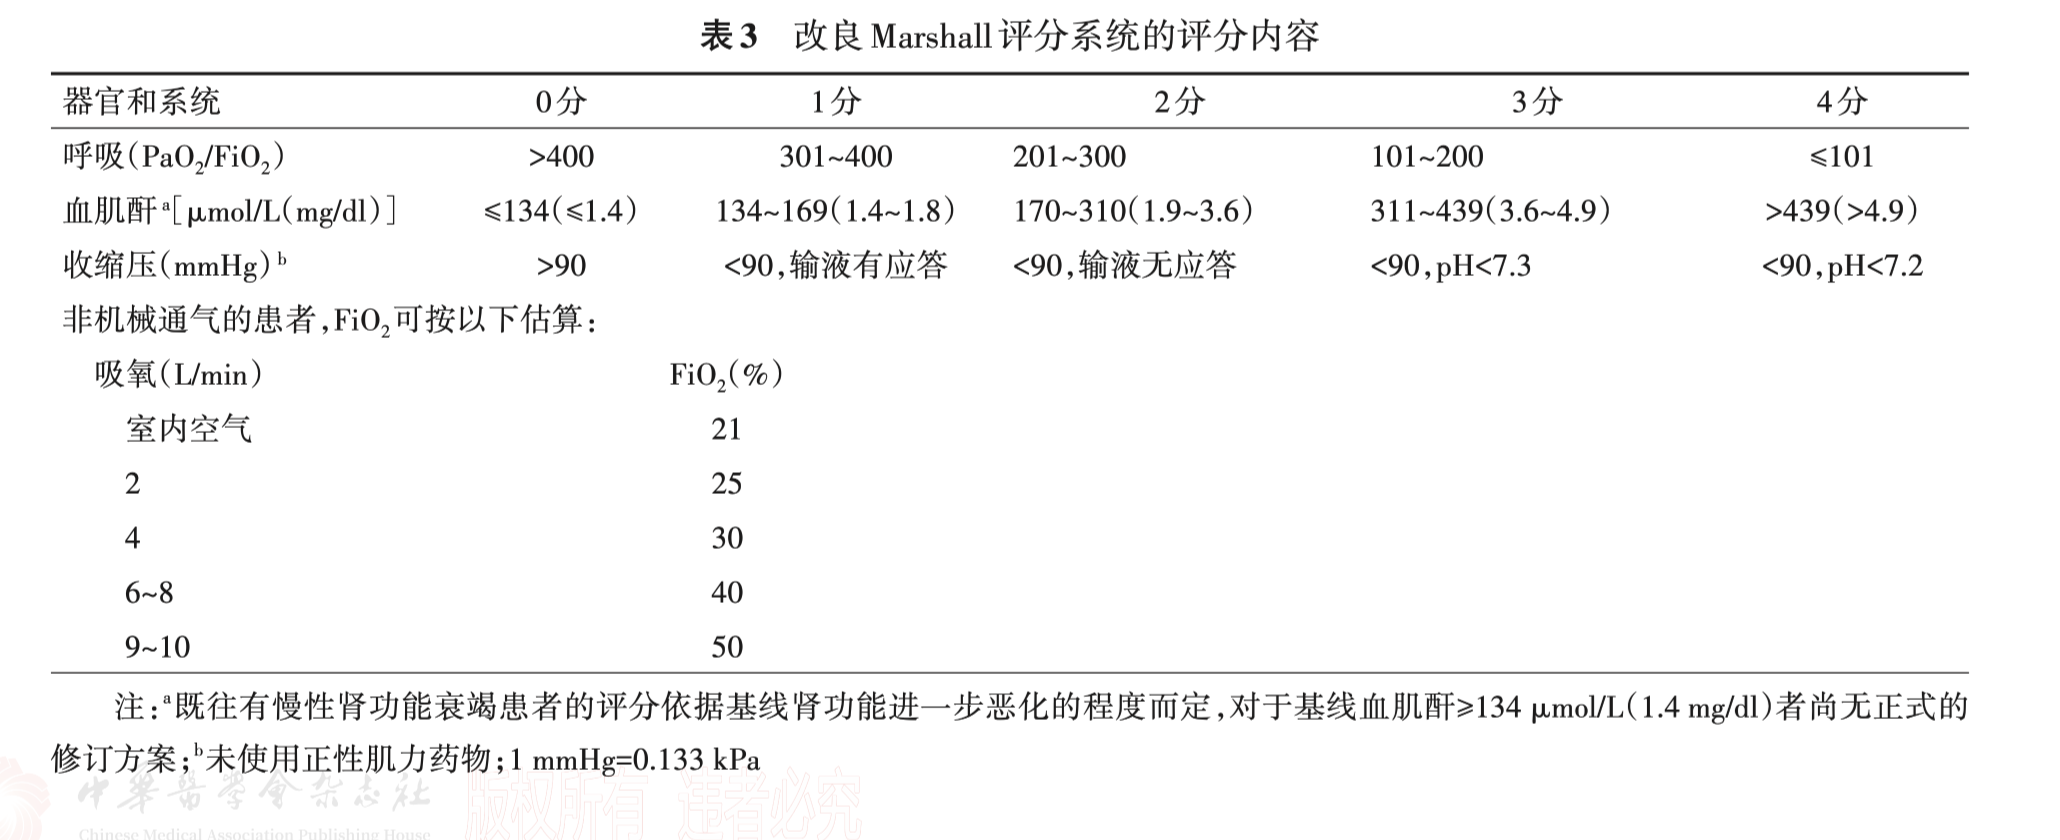 表3 改良Marshall评分系统的评分内容
器官和系统 0分 1分 2分 3分 4分
呼吸(PaO₂/FiO₂) >400 301~400 201~300 101~200 ≤101
血肌酐ᵃ[μmol/L(mg/dl)] ≤134(≤1.4) 134~169(1.4~1.8) 170~310(1.9~3.6) 311~439(3.6~4.9) >439(>4.9)
收缩压(mmHg)ᵇ >90 <90,输液有应答 <90,输液无应答 <90,pH<7.3 <90,pH<7.2
非机械通气的患者,FiO₂可按以下估算:
吸氧(L/min) FiO₂(%)
室内空气 21
2 25
4 30
6~8 40
9~10 50
注:ᵃ既往有慢性肾功能衰竭患者的评分依据基线肾功能进一步恶化的程度而定,对于基线血肌酐≥134 μmol/L(1.4 mg/dl)者尚无正式的
修订方案;ᵇ未使用正性肌力药物;1 mmHg=0.133 kPa
中华医学会杂志社 版权所有 违者必究
Chinese Medical Association Publishing House